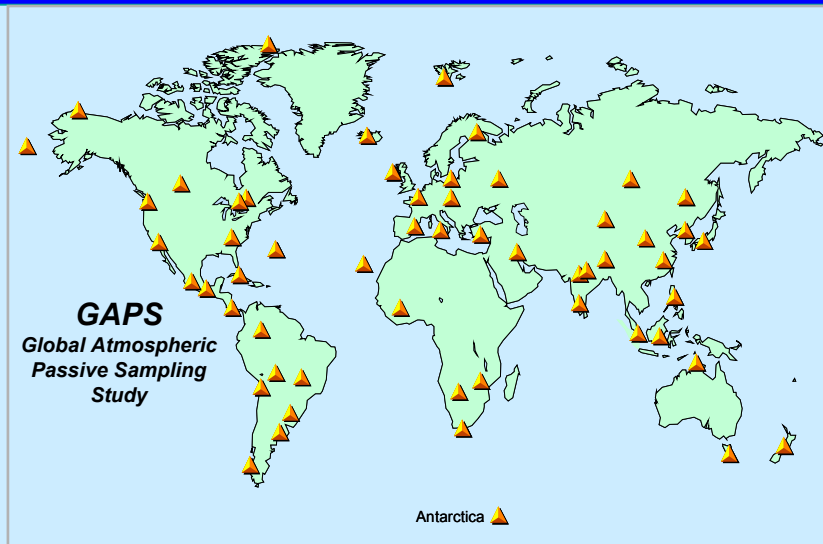 GAPS
Global Atmospheric
Passive Sampling
Study
Antarctica